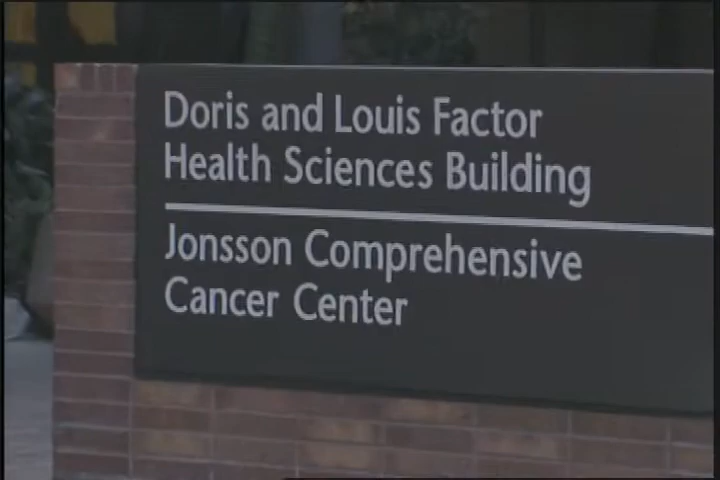 Doris and Louis Factor
Health Sciences Building
Jonsson Comprehensive
Cancer Center